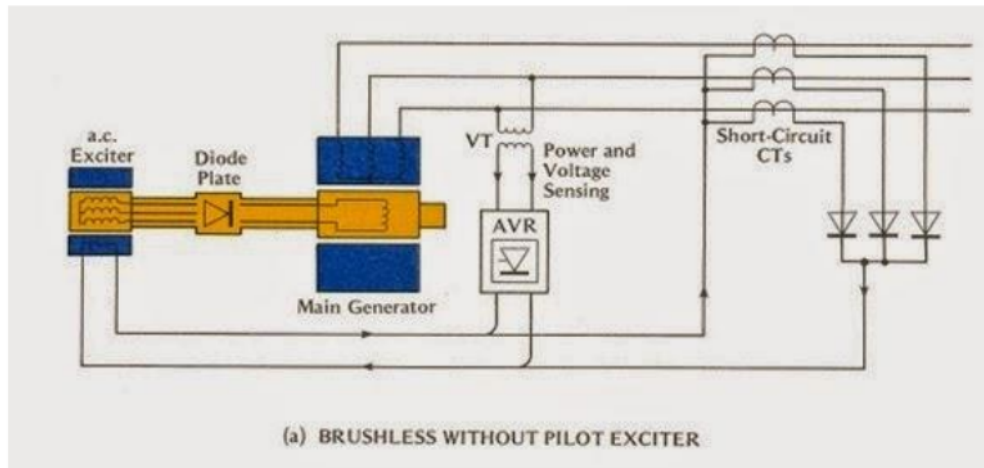 a.c.
Exciter
Diode
Plate
VT
Power and
Voltage
Sensing
Short-Circuit
CTs
AVR
Main Generator
(a) BRUSHLESS WITHOUT PILOT EXCITER